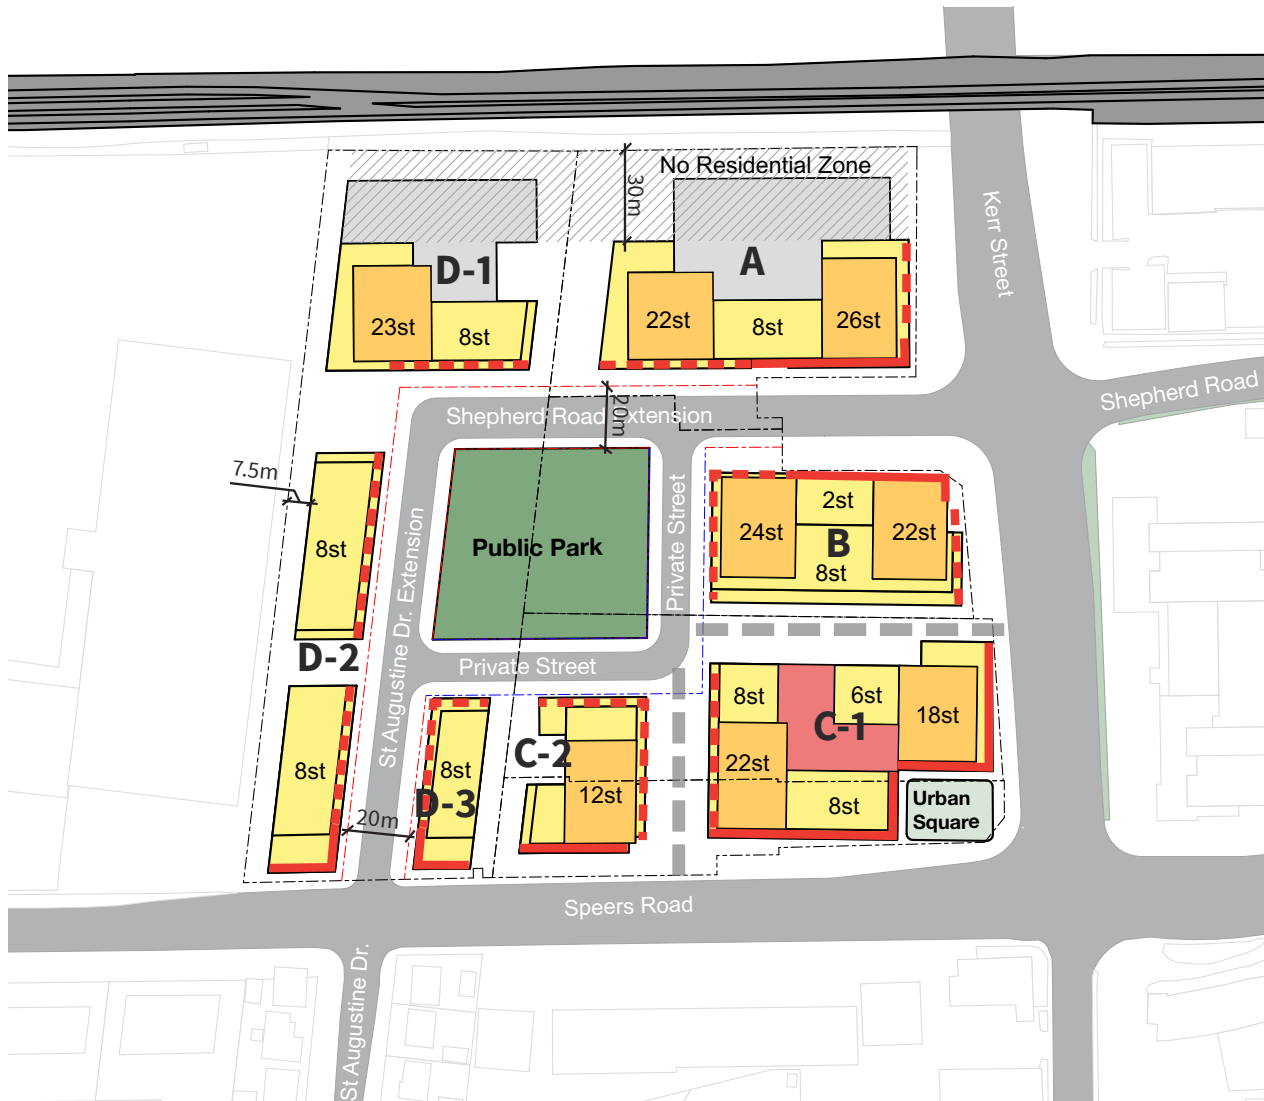 No Residential Zone
30m
Kerr Street
D-1
A
23st
8st
22st
8st
26st
Shepherd Road
Shepherd Road Extension
20m
7.5m
8st
St Augustine Dr. Extension
Public Park
Private Street
2st
24st
B
22st
8st
D-2
Private Street
8st
6st
18st
C-1
22st
8st
C-2
12st
8st
D-3
8st
20m
Urban
Square
Speers Road
St Augustine Dr.